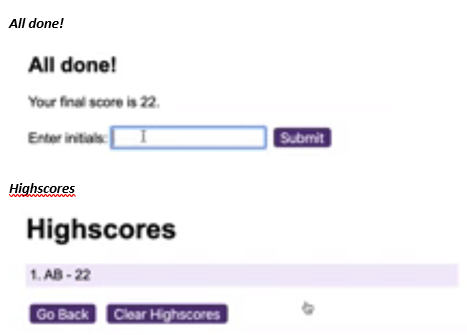 All done!
All done!
Your final score is 22.
Enter initials: Submit
Highscores
Highscores
1. AB - 22
Go Back Clear Highscores